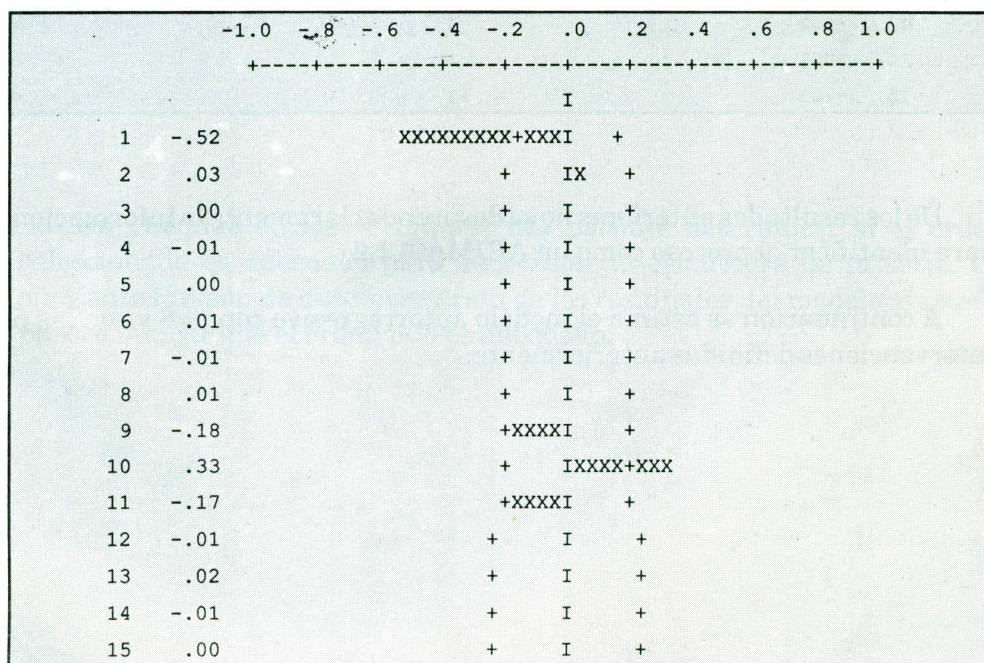 -1.0 -.8 -.6 -.4 -.2 .0 .2 .4 .6 .8 1.0
+----+----+----+----+----+----+----+----+----+----+
I
1 -.52 XXXXXXXXX+XXXI +
2 .03 + IX +
3 .00 + I +
4 -.01 + I +
5 .00 + I +
6 .01 + I +
7 -.01 + I +
8 .01 + I +
9 -.18 +XXXXI +
10 .33 + IXXXX+XXX
11 -.17 +XXXXI +
12 -.01 + I +
13 .02 + I +
14 -.01 + I +
15 .00 + I +